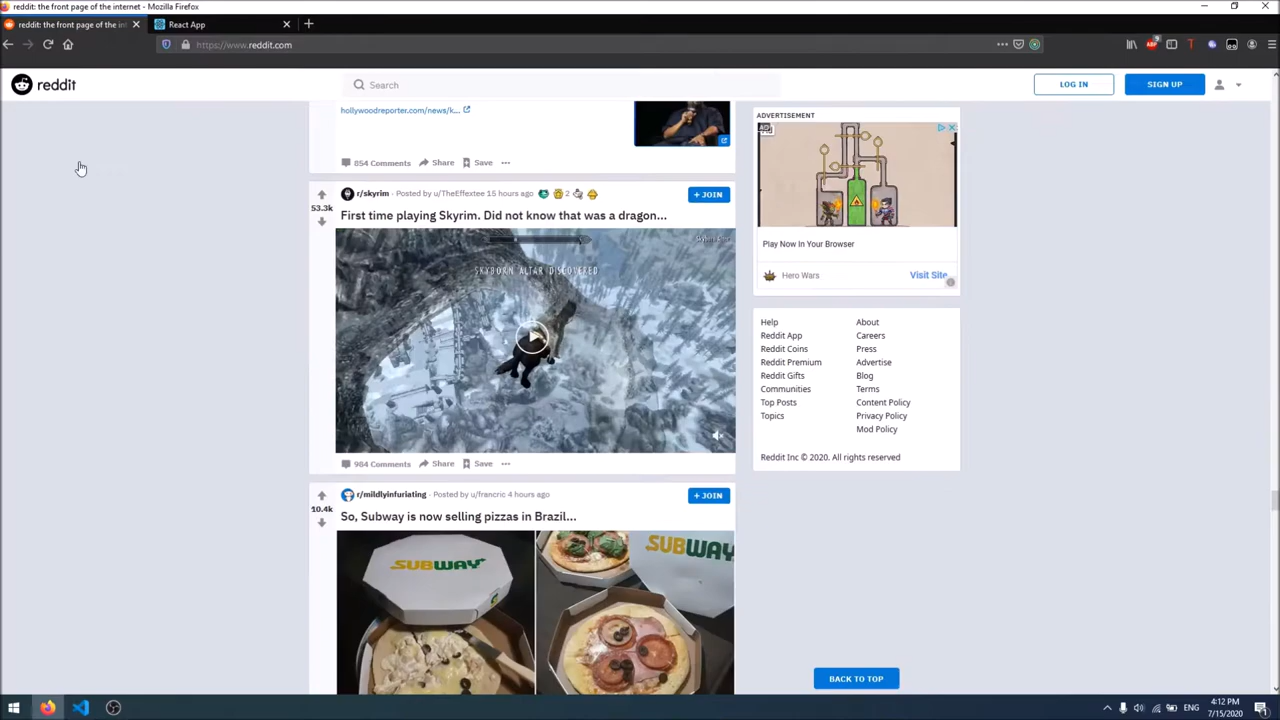 reddit: the front page of the internet - Mozilla Firefox
reddit: the front page of the int
React App
https://www.reddit.com
reddit
Search
LOG IN
SIGN UP
hollywoodreporter.com/news/k...
854 Comments
Share
Save
r/skyrim · Posted by u/TheEffextee 15 hours ago
2
+ JOIN
53.3k
First time playing Skyrim. Did not know that was a dragon...
SKYBORN ALTAR DISCOVERED
984 Comments
Share
Save
r/mildlyinfuriating · Posted by u/francric 4 hours ago
+ JOIN
10.4k
So, Subway is now selling pizzas in Brazil...
SUBWAY
SUBWAY
ADVERTISEMENT
AD
Play Now In Your Browser
Hero Wars
Visit Site
Help
About
Reddit App
Careers
Reddit Coins
Press
Reddit Premium
Advertise
Reddit Gifts
Blog
Communities
Terms
Top Posts
Content Policy
Topics
Privacy Policy
Mod Policy
Reddit Inc © 2020. All rights reserved
BACK TO TOP
ENG
4:12 PM
7/15/2020